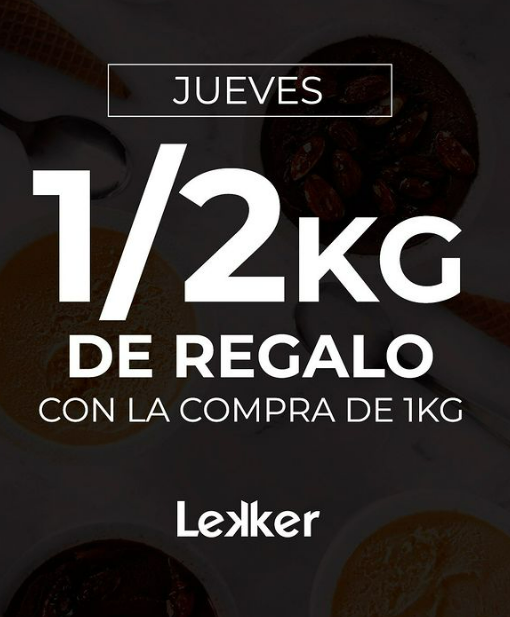 JUEVES
1/2KG
DE REGALO
CON LA COMPRA DE 1KG
Lekker